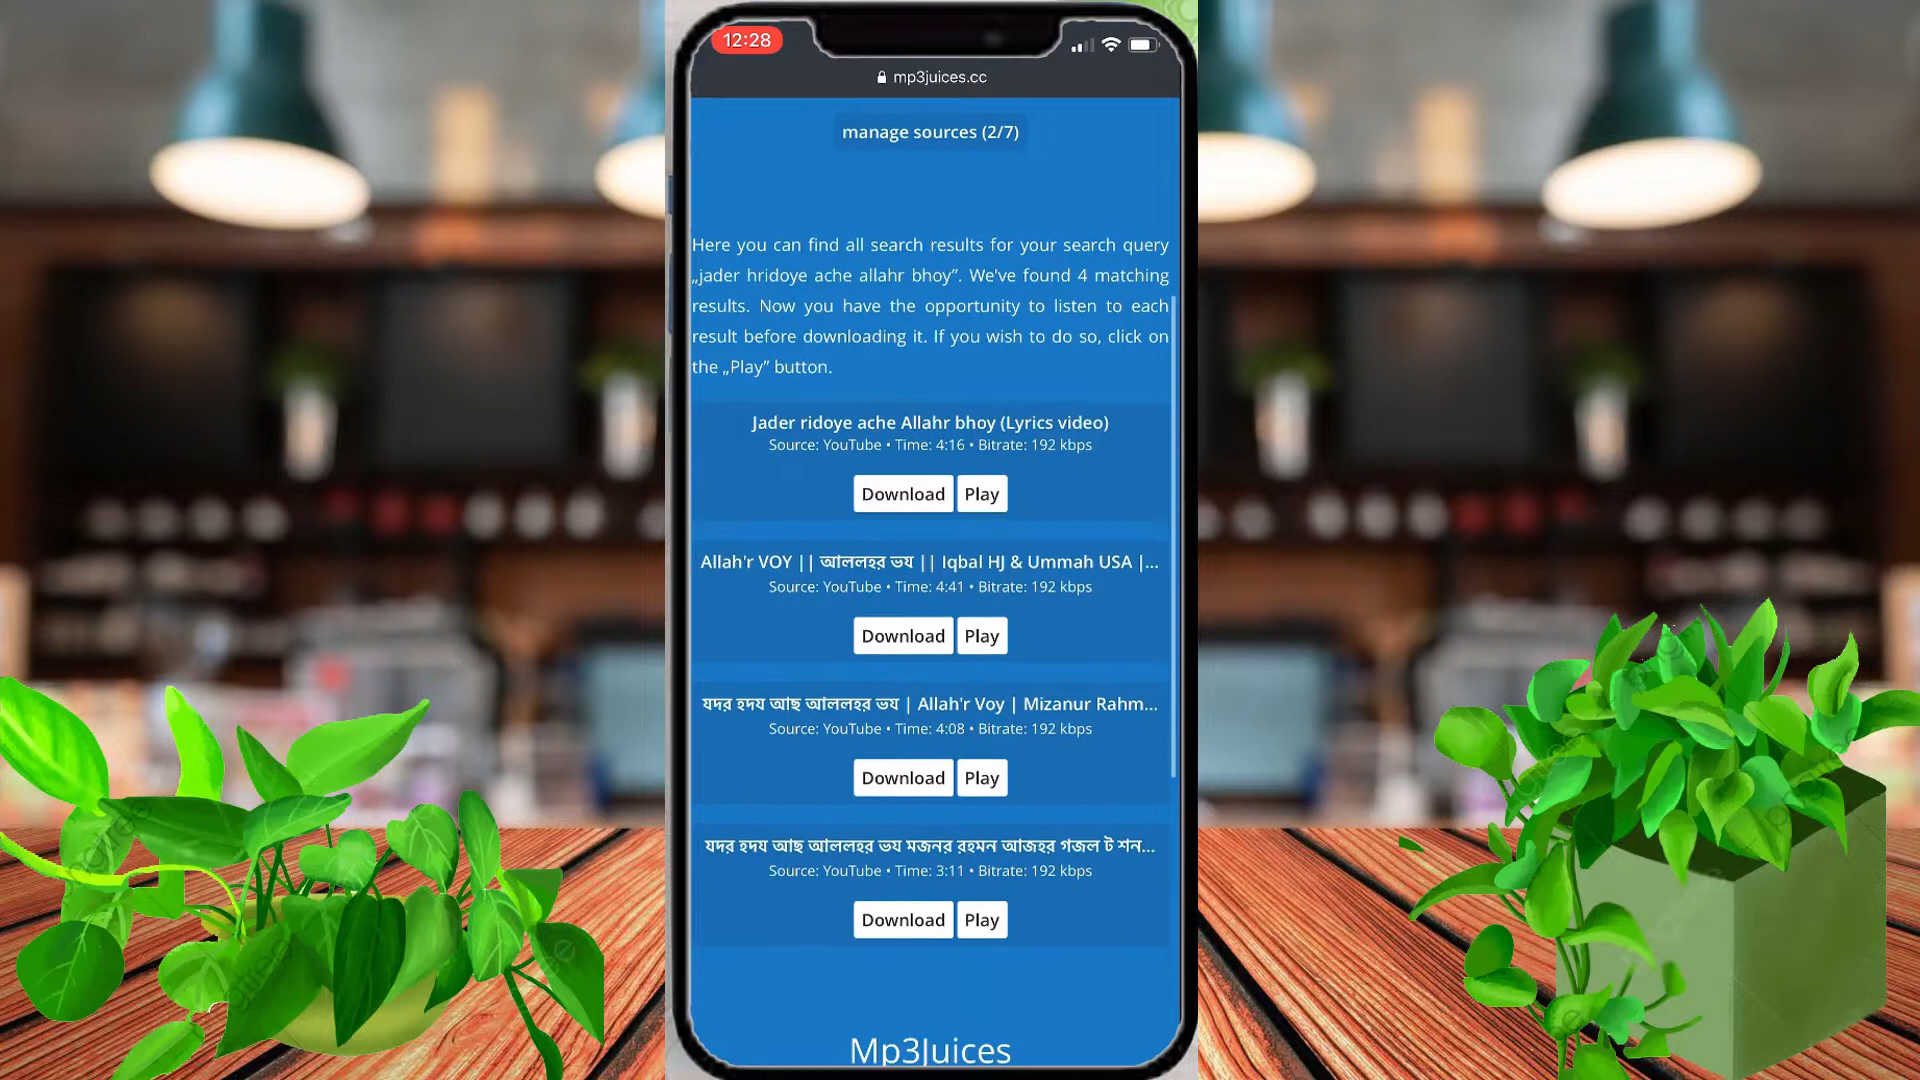 12:28
mp3juices.cc
manage sources (2/7)
Here you can find all search results for your search query
„jader hridoye ache allahr bhoy”. We've found 4 matching
results. Now you have the opportunity to listen to each
result before downloading it. If you wish to do so, click on
the „Play” button.
Jader ridoye ache Allahr bhoy (Lyrics video)
Source: YouTube • Time: 4:16 • Bitrate: 192 kbps
Download Play
Allah'r VOY || আললহর ভয || Iqbal HJ & Ummah USA |...
Source: YouTube • Time: 4:41 • Bitrate: 192 kbps
Download Play
যদর হদয আছ আললহর ভয | Allah'r Voy | Mizanur Rahm...
Source: YouTube • Time: 4:08 • Bitrate: 192 kbps
Download Play
যদর হদয আছ আললহর ভয মজনর রহমন আজহর গজল ট শন...
Source: YouTube • Time: 3:11 • Bitrate: 192 kbps
Download Play
Mp3Juices